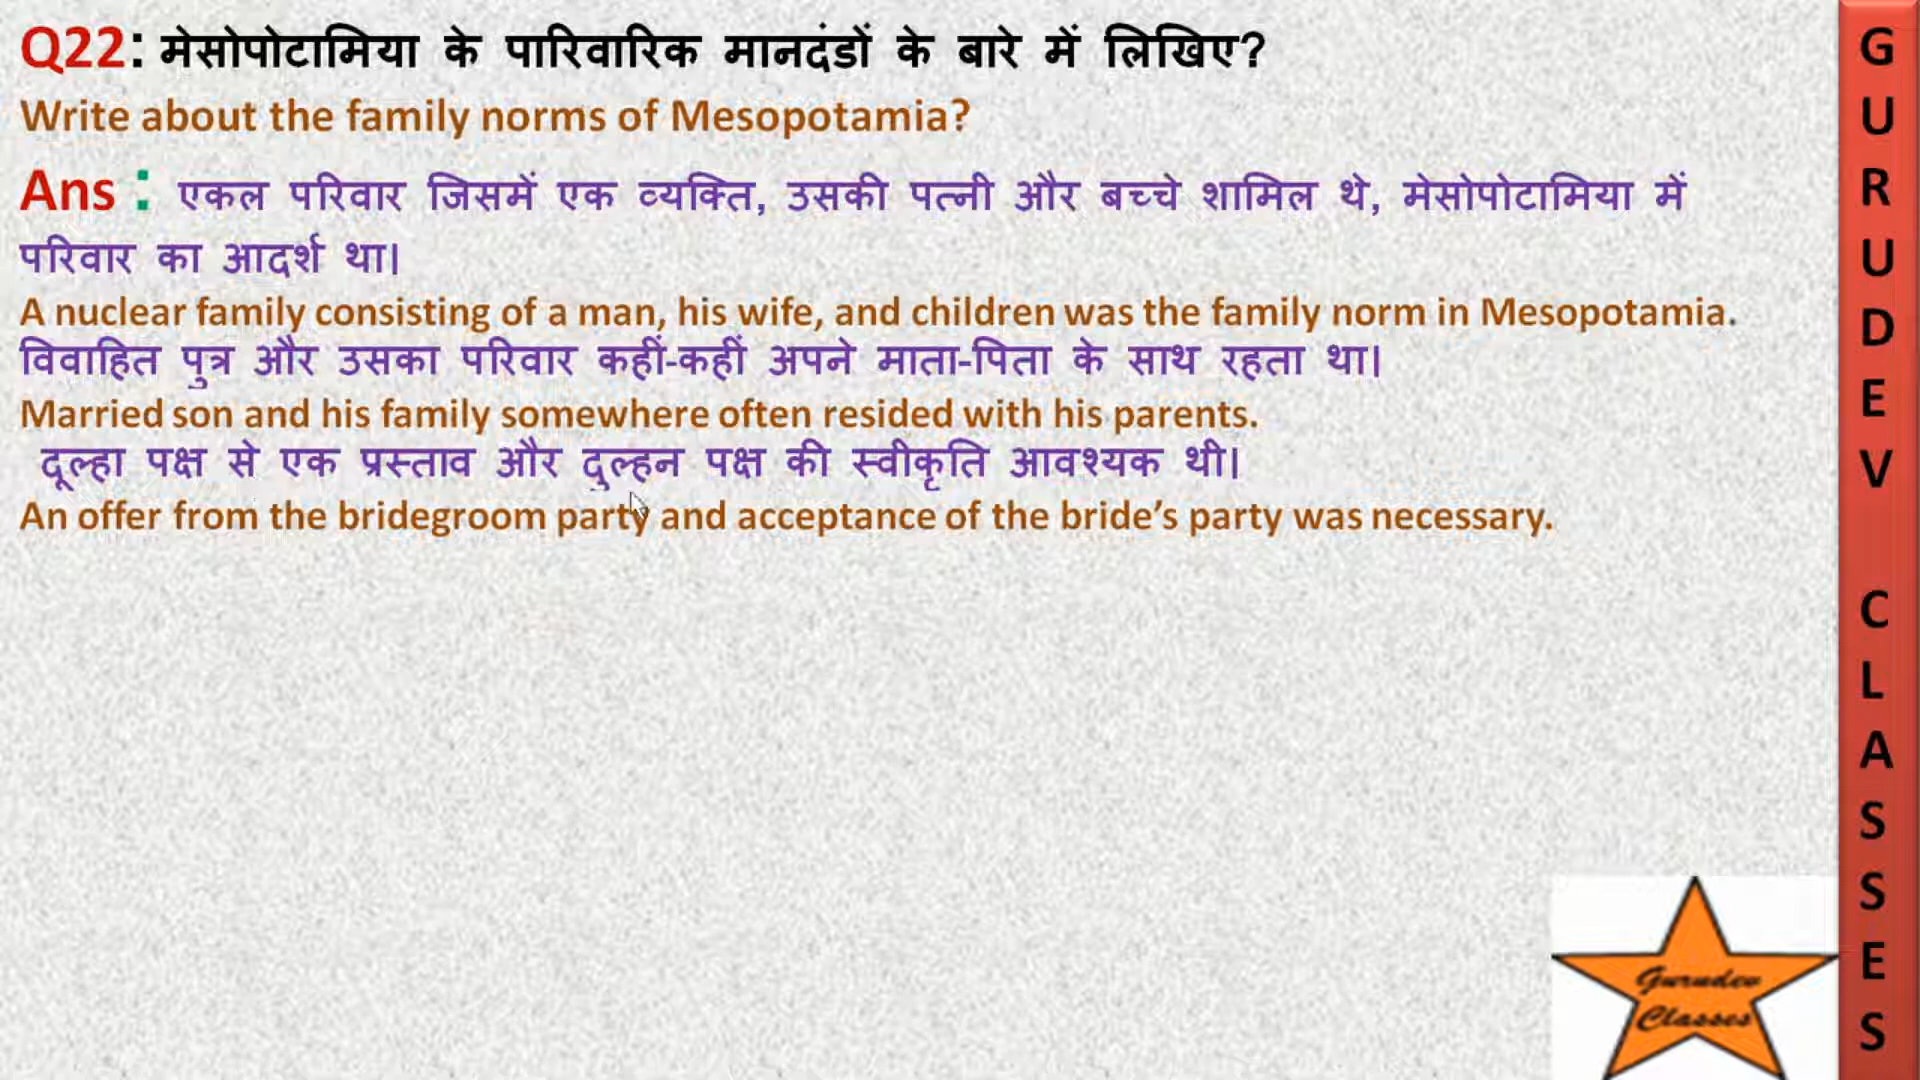 Q22: मेसोपोटामिया के पारिवारिक मानदंडों के बारे में लिखिए?
Write about the family norms of Mesopotamia?
Ans : एकल परिवार जिसमें एक व्यक्ति, उसकी पत्नी और बच्चे शामिल थे, मेसोपोटामिया में
परिवार का आदर्श था।
A nuclear family consisting of a man, his wife, and children was the family norm in Mesopotamia.
विवाहित पुत्र और उसका परिवार कहीं-कहीं अपने माता-पिता के साथ रहता था।
Married son and his family somewhere often resided with his parents.
दूल्हा पक्ष से एक प्रस्ताव और दुल्हन पक्ष की स्वीकृति आवश्यक थी।
An offer from the bridegroom party and acceptance of the bride's party was necessary.
GURUDEV CLASSES
Gurudev
Classes